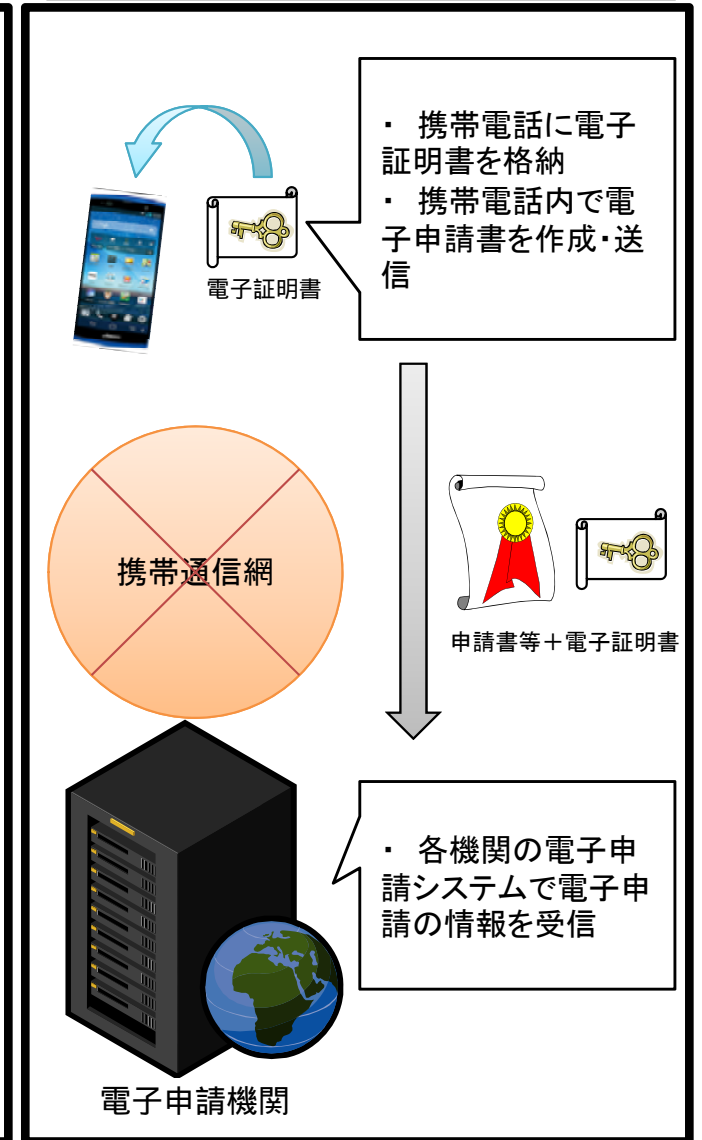 ・ 携帯電話に電子
証明書を格納
・ 携帯電話内で電
子申請書を作成・送
信
電子証明書
携帯通信網
申請書等＋電子証明書
・ 各機関の電子申
請システムで電子申
請の情報を受信
電子申請機関